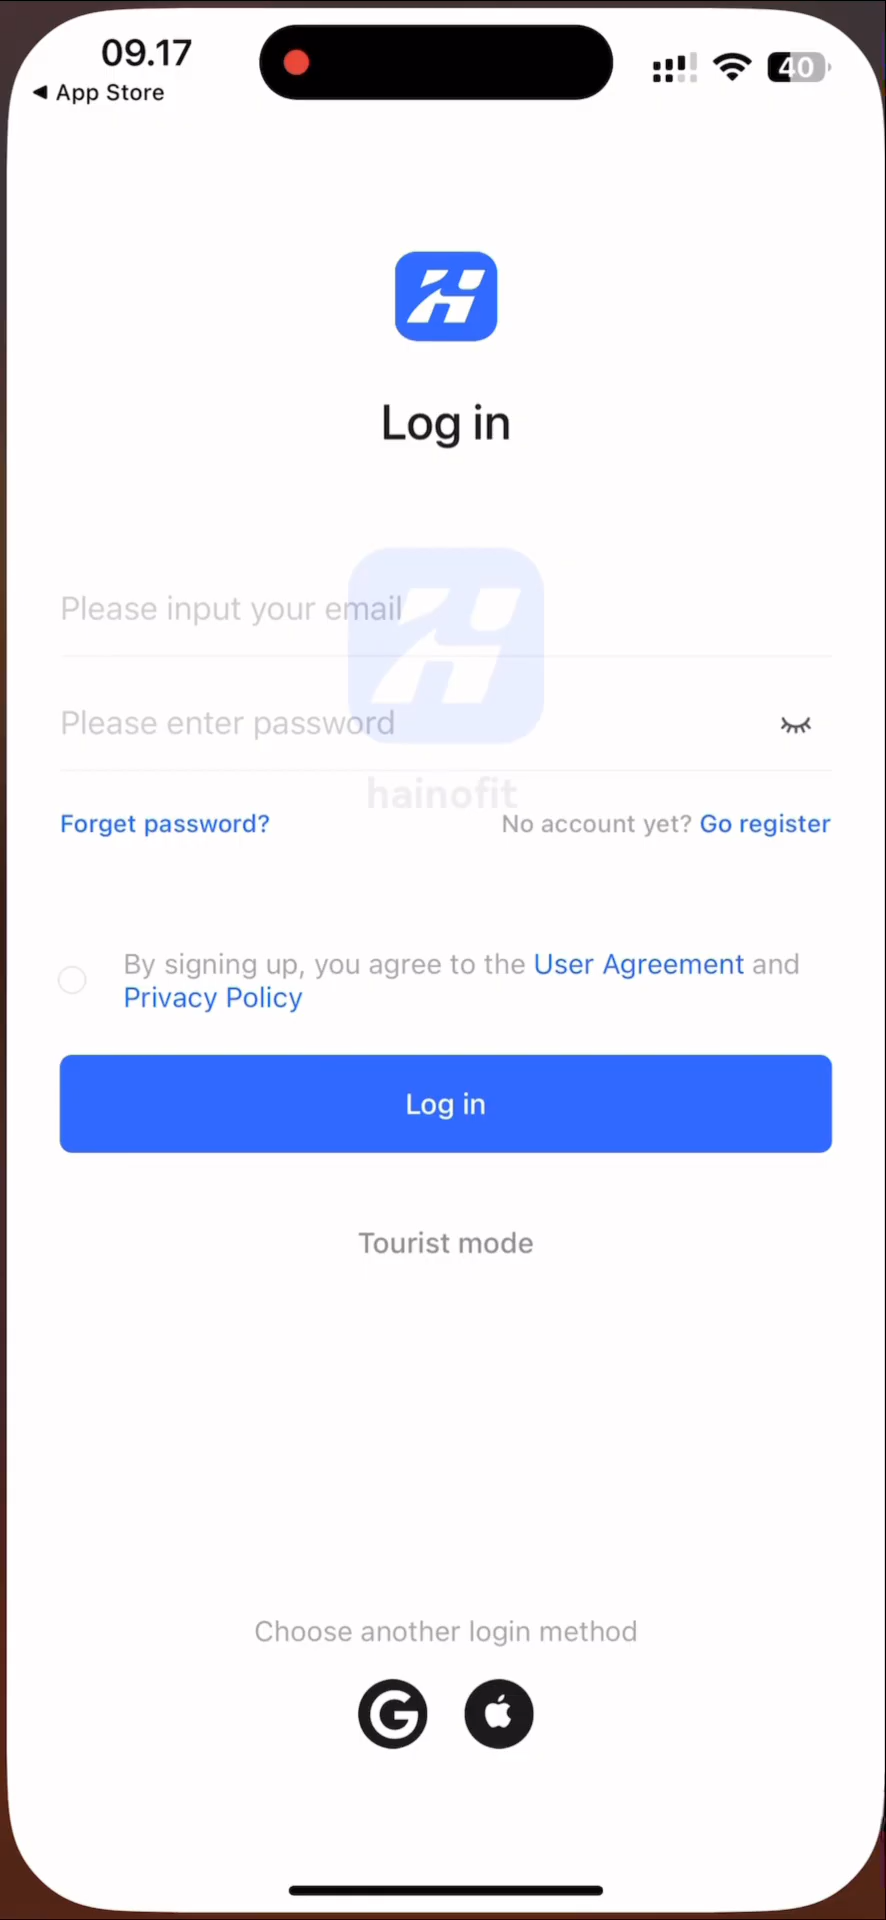 09.17
40
◀ App Store
Log in
Please input your email
Please enter password
hainofit
Forget password?
No account yet? Go register
By signing up, you agree to the User Agreement and
Privacy Policy
Log in
Tourist mode
Choose another login method